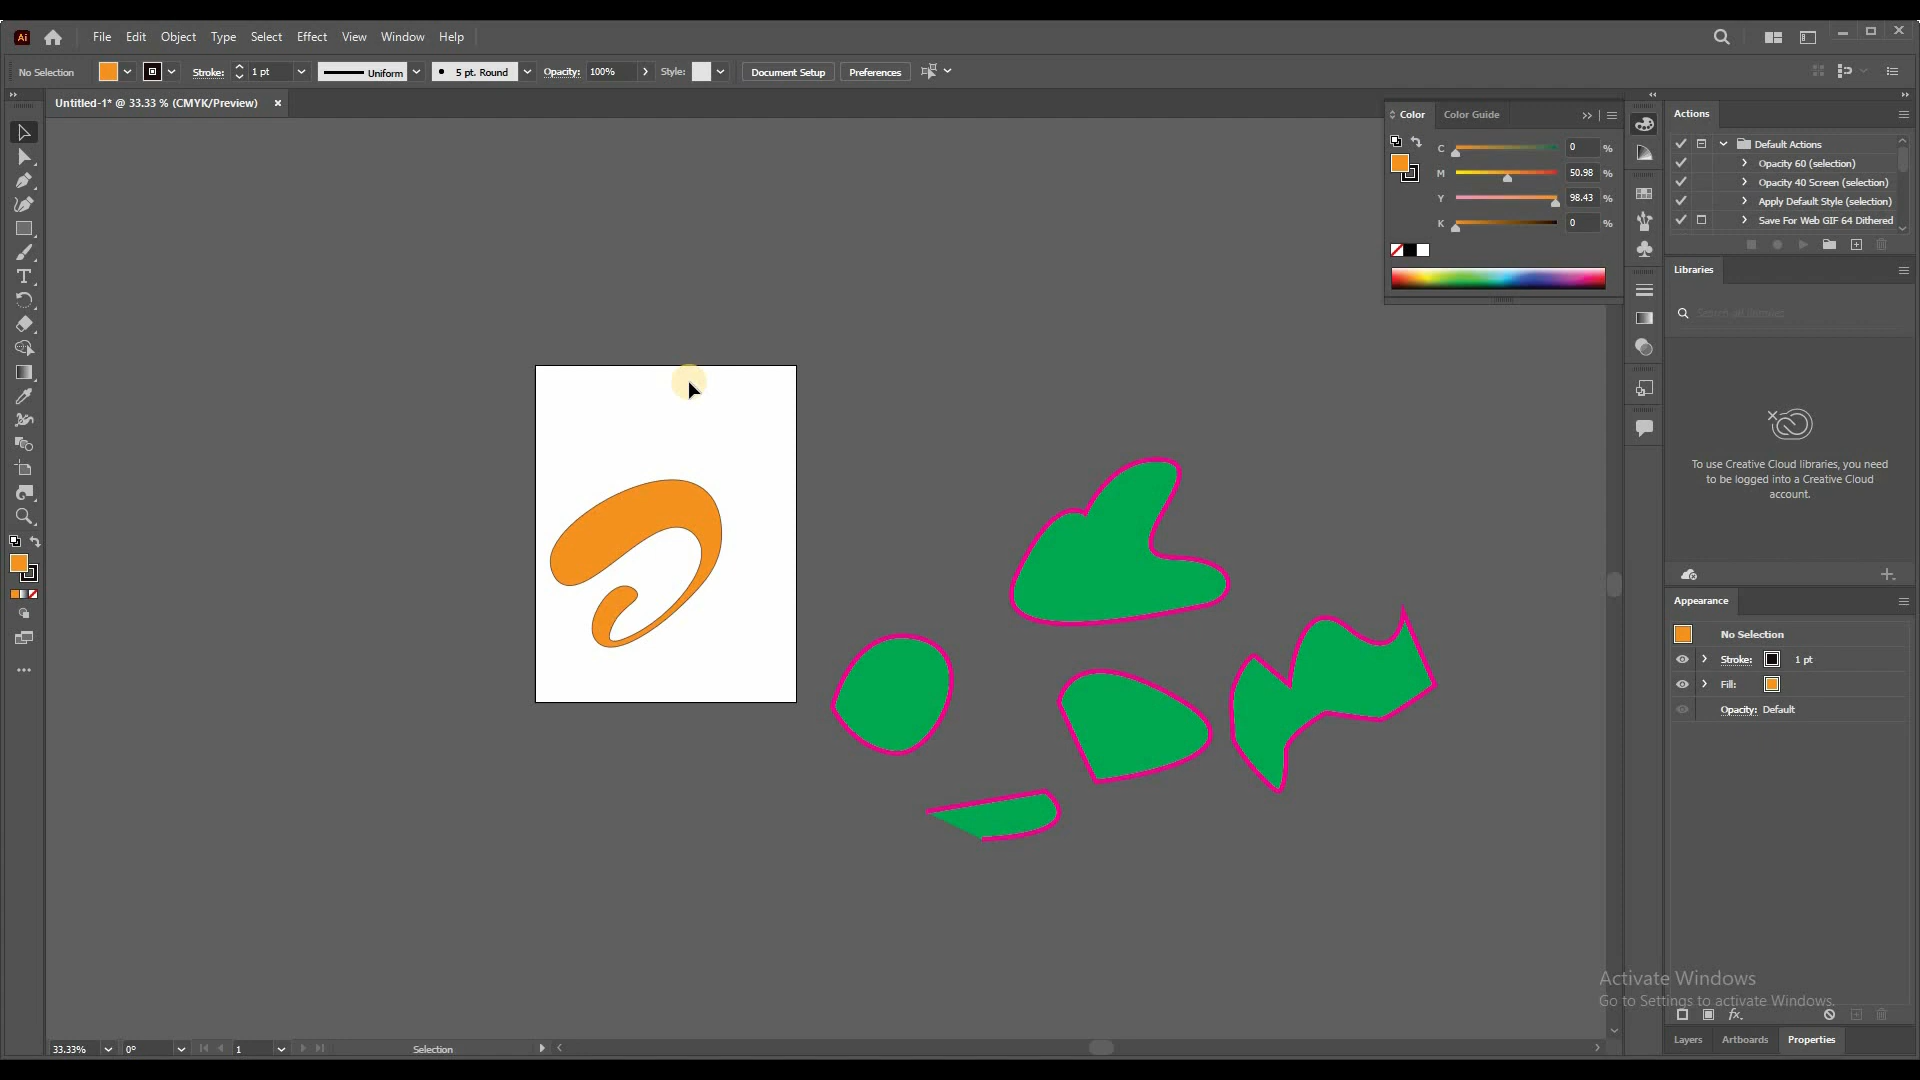 Ai File Edit Object Type Select Effect View Window Help
No Selection Stroke: 1 pt Uniform 5 pt. Round Opacity: 100% Style: Document Setup Preferences
Untitled-1* @ 33.33 % (CMYK/Preview)
Color Color Guide
C 0 %
M 50.98 %
Y 98.43 %
K 0 %
Actions
Default Actions
Opacity 60 (selection)
Opacity 40 Screen (selection)
Apply Default Style (selection)
Save For Web GIF 64 Dithered
Libraries
Search all libraries
To use Creative Cloud libraries, you need
to be logged into a Creative Cloud
account.
Appearance
No Selection
Stroke: 1 pt
Fill:
Opacity: Default
Activate Windows
Go to Settings to activate Windows.
fx
Layers Artboards Properties
33.33% 0° 1 Selection